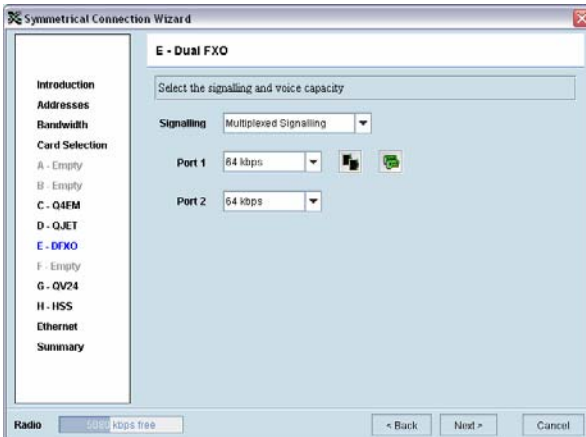 Symmetrical Connection Wizard
E - Dual FXO
Introduction
Addresses
Bandwidth
Card Selection
A - Empty
B - Empty
C - Q4EM
D - QJET
E - DFXO
F - Empty
G - QV24
H - HSS
Ethernet
Summary
Select the signalling and voice capacity
Signalling Multiplexed Signalling
Port 1 64 kbps
Port 2 64 kbps
Radio 5080 kbps free
< Back Next > Cancel